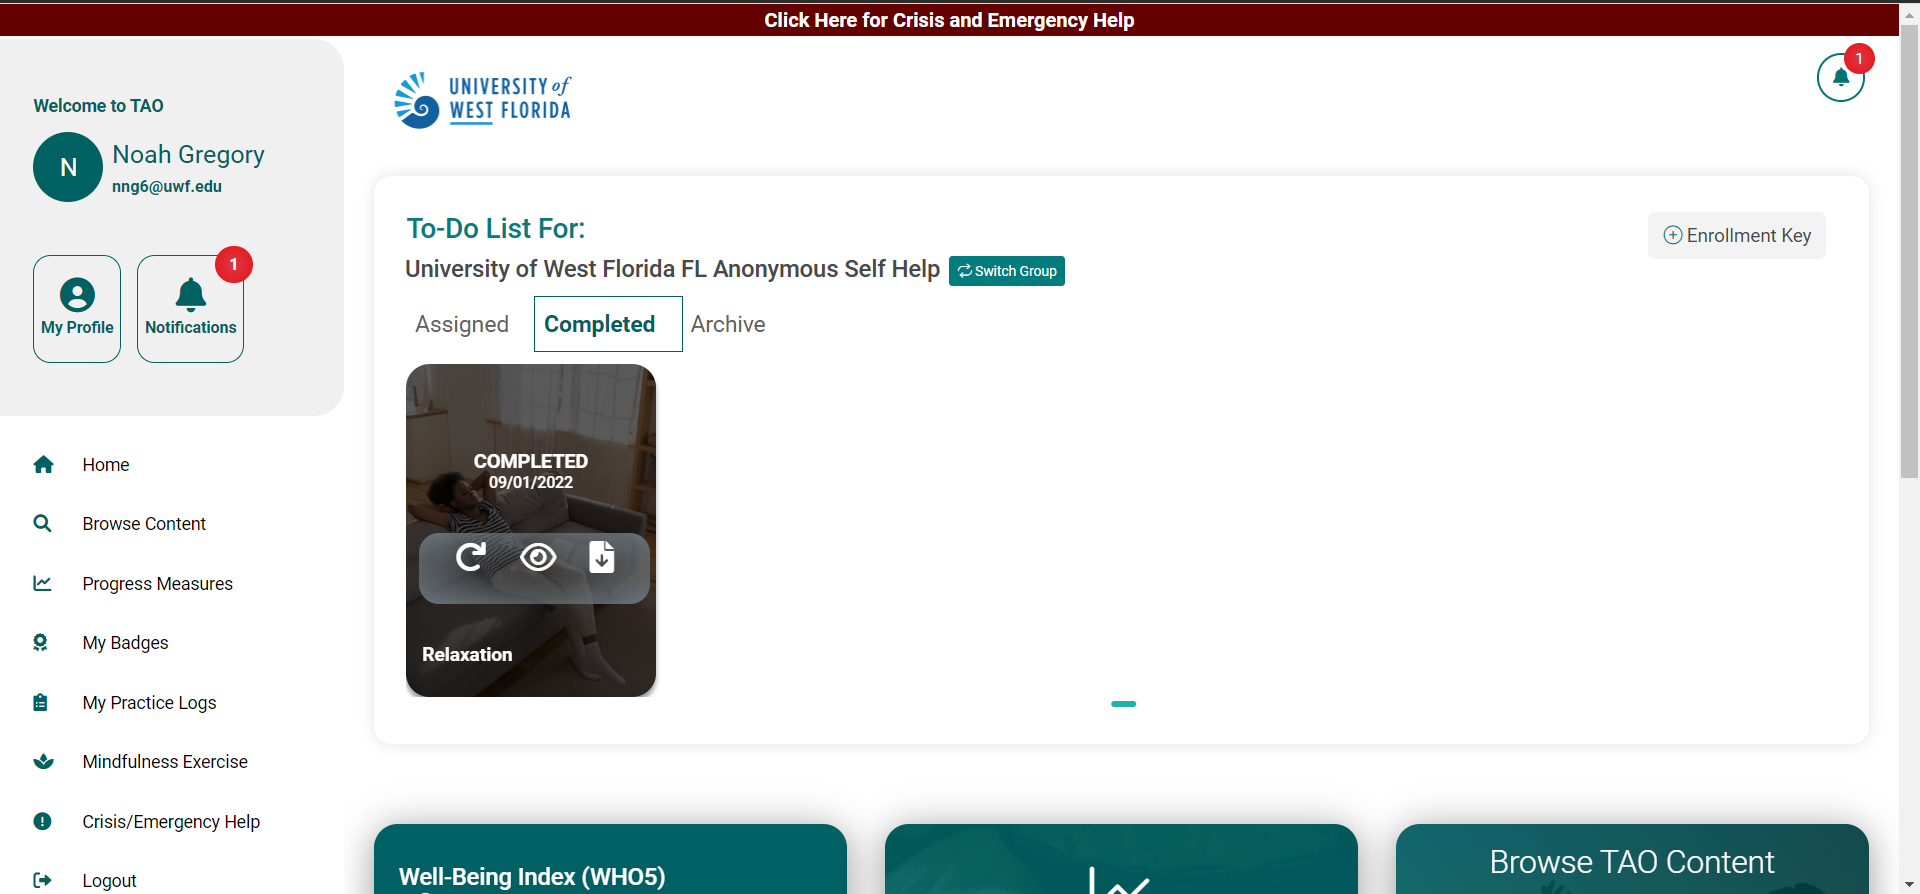 Click Here for Crisis and Emergency Help
Welcome to TAO
N
Noah Gregory
nng6@uwf.edu
My Profile
1
Notifications
Home
Browse Content
Progress Measures
My Badges
My Practice Logs
Mindfulness Exercise
Crisis/Emergency Help
Logout
UNIVERSITY of
WEST FLORIDA
1
To-Do List For:
Enrollment Key
University of West Florida FL Anonymous Self Help Switch Group
Assigned Completed Archive
COMPLETED
09/01/2022
Relaxation
Well-Being Index (WHO5)
Browse TAO Content